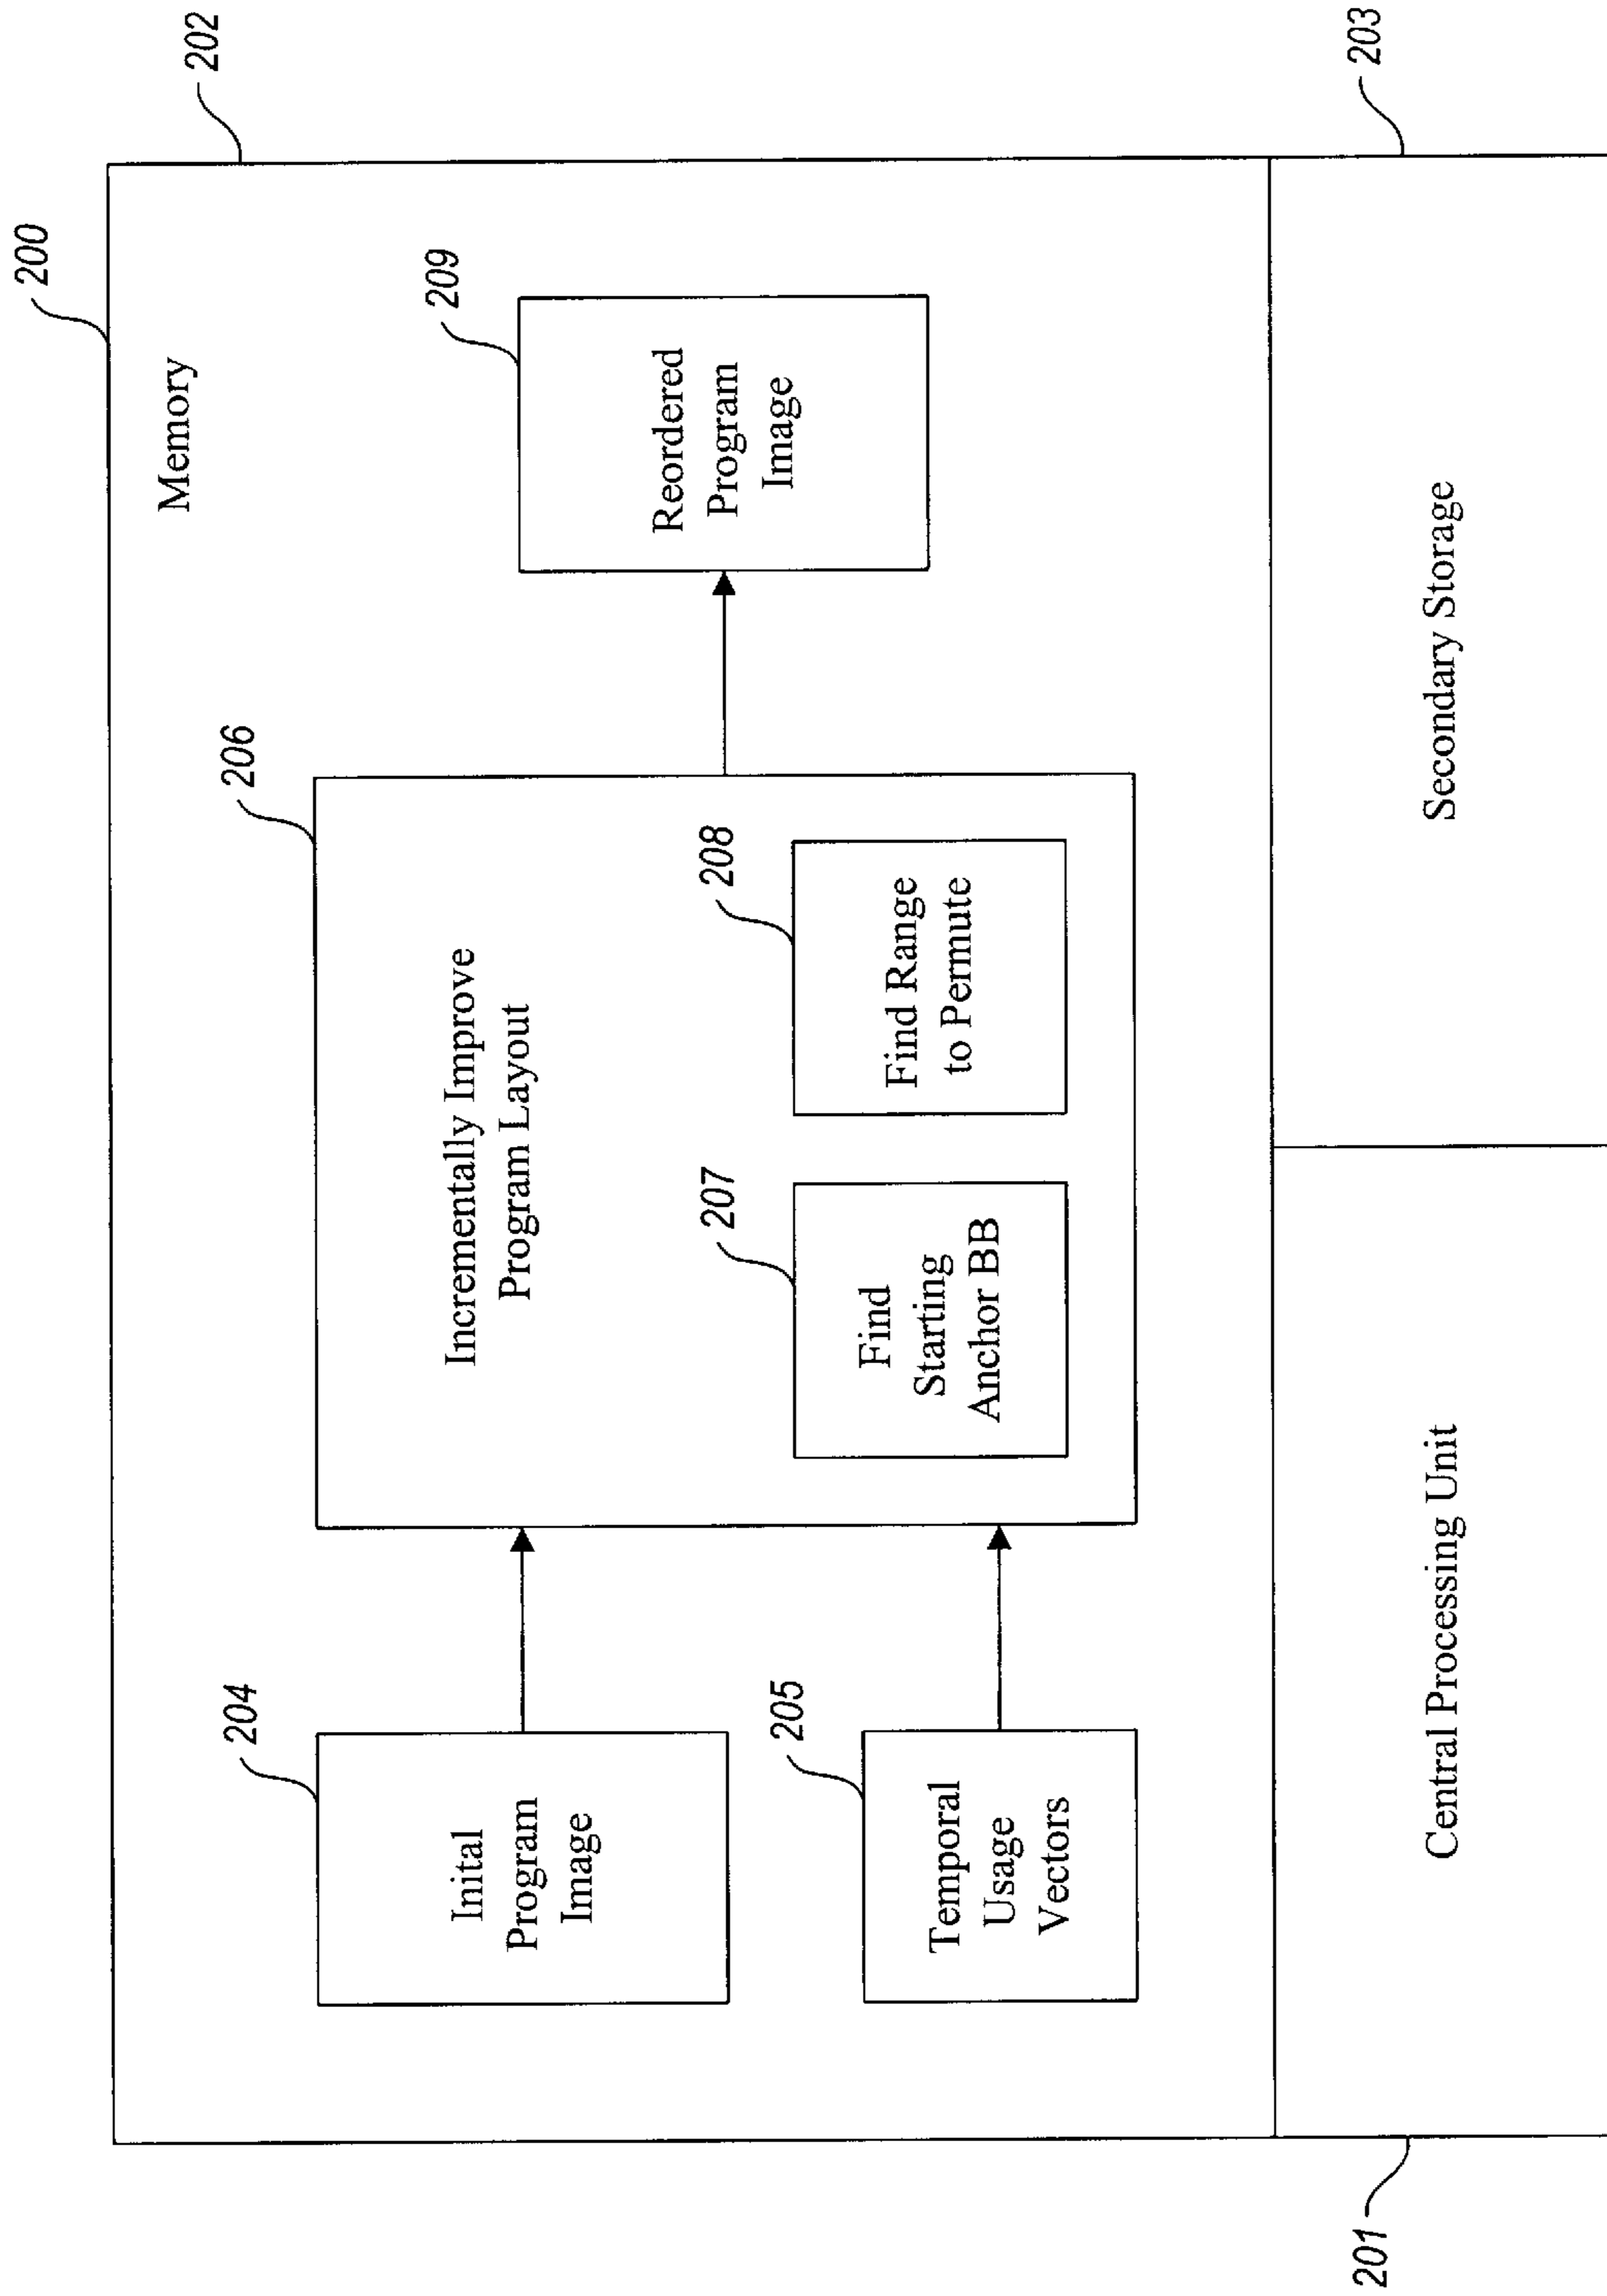 200
Memory
202
204
Inital
Program
Image
205
Temporal
Usage
Vectors
206
Incrementally Improve
Program Layout
207
Find
Starting
Anchor BB
208
Find Range
to Permute
209
Reordered
Program
Image
201
Central Processing Unit
Secondary Storage
203